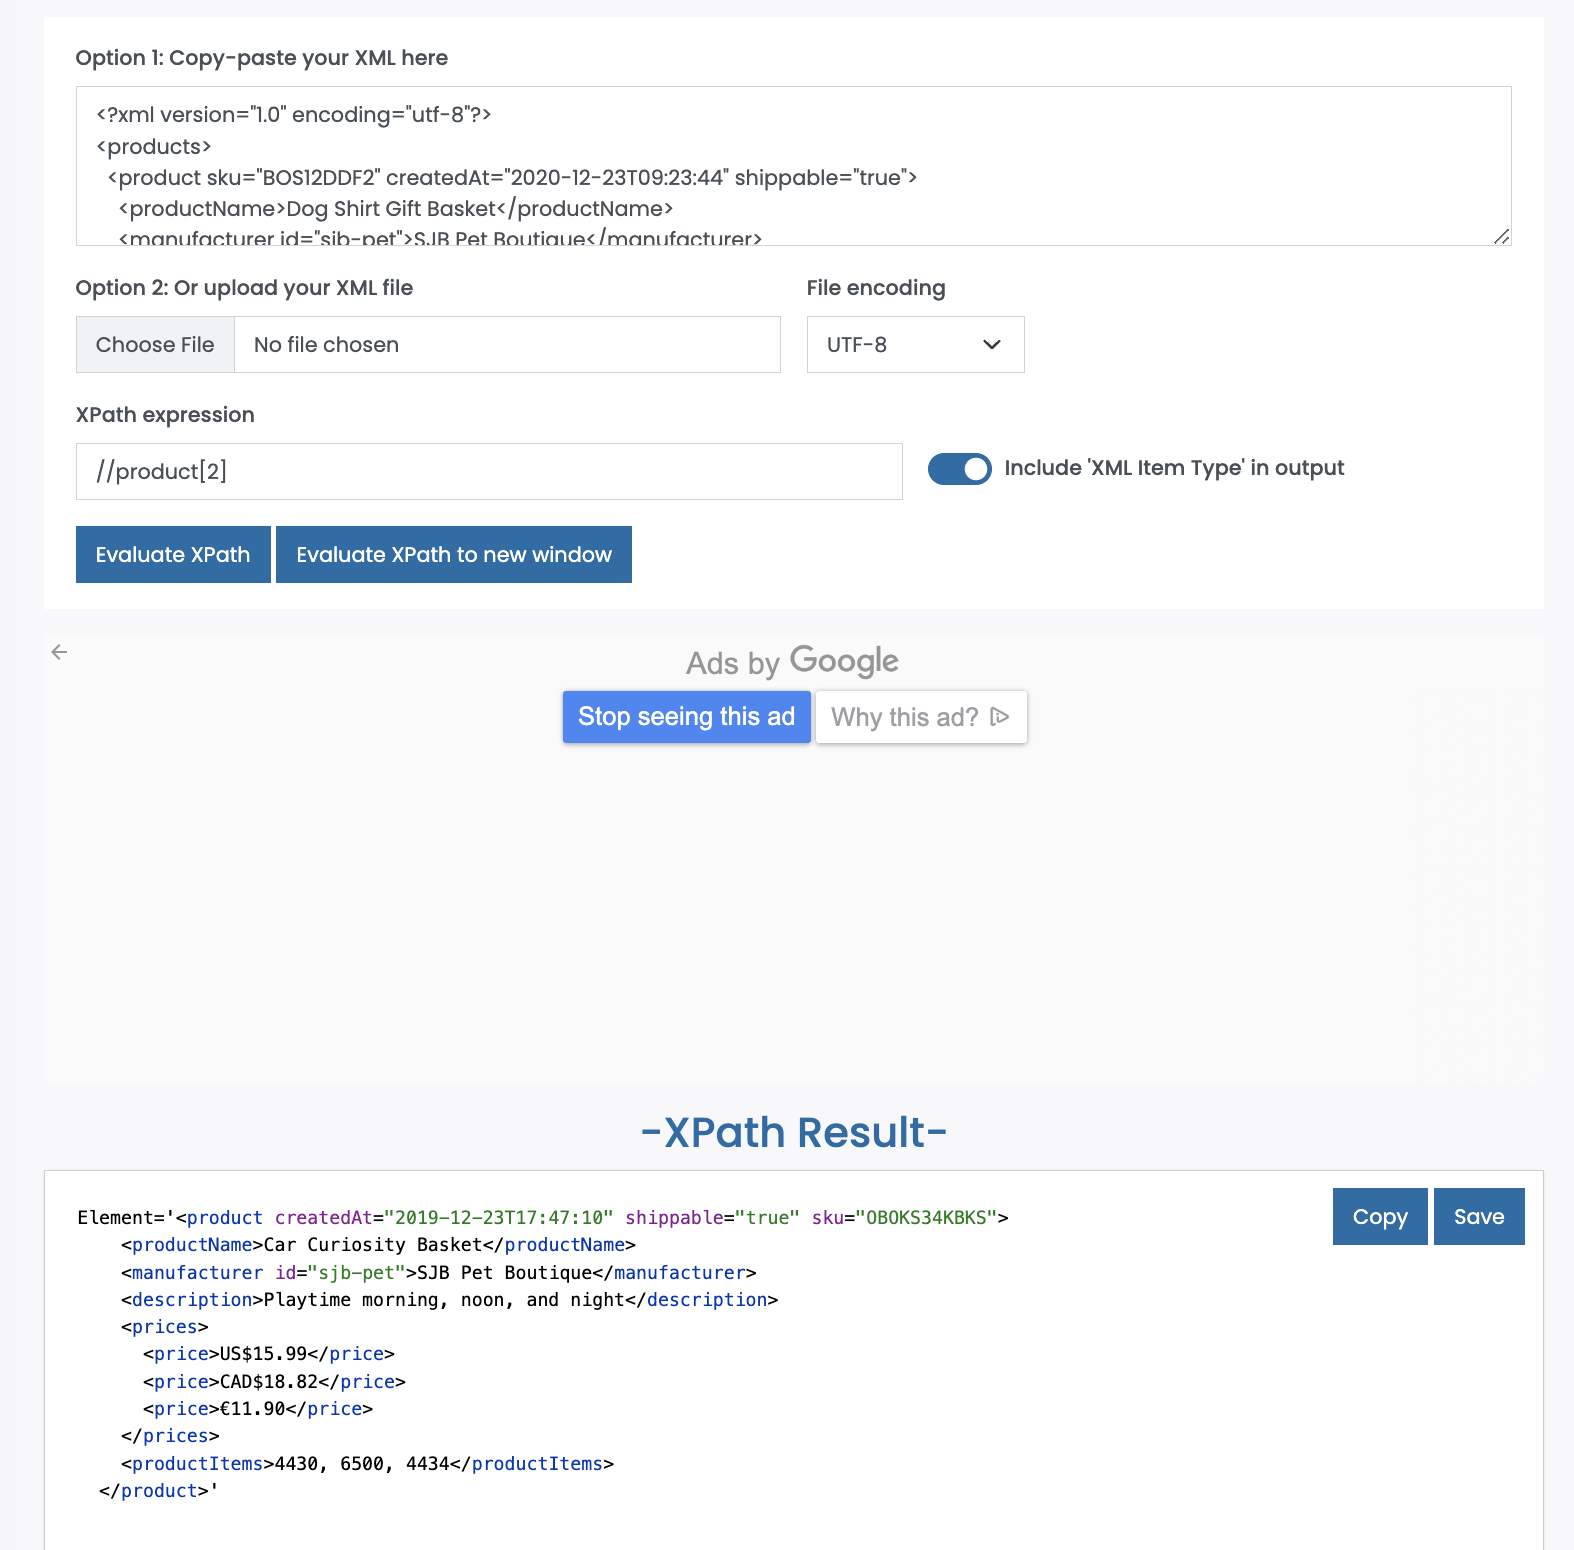 Option 1: Copy-paste your XML here
<?xml version="1.0" encoding="utf-8"?>
<products>
<product sku="BOS12DDF2" createdAt="2020-12-23T09:23:44" shippable="true">
<productName>Dog Shirt Gift Basket</productName>
<manufacturer id="sjb-pet">SJB Pet Boutique</manufacturer>
Option 2: Or upload your XML file
File encoding
Choose File No file chosen
UTF-8
XPath expression
//product[2]
Include 'XML Item Type' in output
Evaluate XPath
Evaluate XPath to new window
Ads by Google
Stop seeing this ad
Why this ad?
-XPath Result-
Copy
Save
Element='<product createdAt="2019-12-23T17:47:10" shippable="true" sku="OBOKS34KBKS">
<productName>Car Curiosity Basket</productName>
<manufacturer id="sjb-pet">SJB Pet Boutique</manufacturer>
<description>Playtime morning, noon, and night</description>
<prices>
<price>US$15.99</price>
<price>CAD$18.82</price>
<price>€11.90</price>
</prices>
<productItems>4430, 6500, 4434</productItems>
</product>'